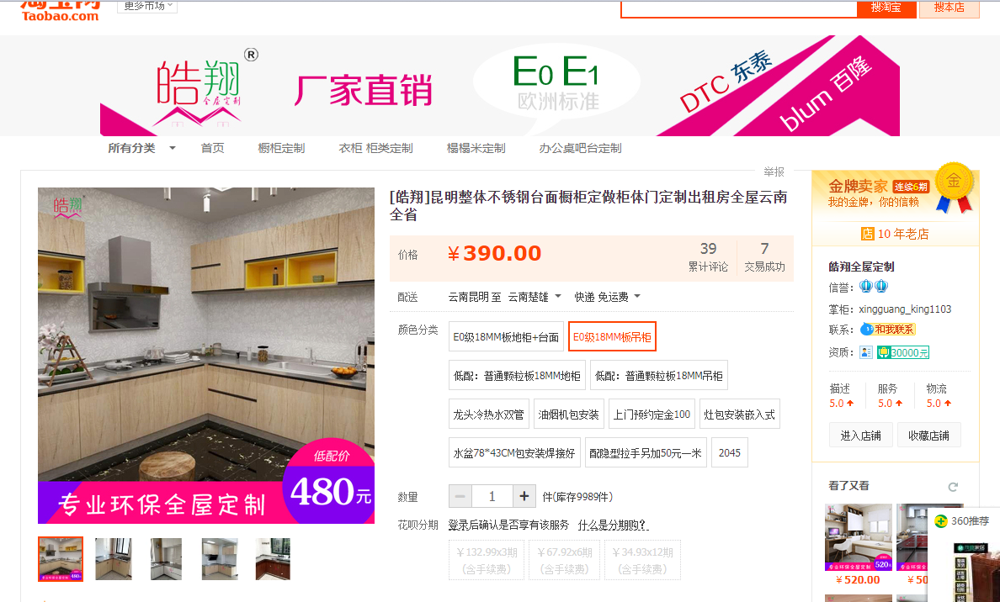 淘宝网
更多市场
搜淘宝
搜本店
Taobao.com
皓翔®
全屋定制
厂家直销
E0 E1
欧洲标准
DTC 东泰
blum 百隆
所有分类
首页
橱柜定制
衣柜 柜类定制
榻榻米定制
办公桌吧台定制
举报
皓翔
专业环保全屋定制
低配价
480元
[皓翔]昆明整体不锈钢台面橱柜定做柜体门定制出租房全屋云南
全省
价格
¥390.00
39
累计评论
7
交易成功
配送
云南昆明 至 云南楚雄
快递 免运费
颜色分类
E0级18MM板地柜+台面
E0级18MM板吊柜
低配：普通颗粒板18MM地柜
低配：普通颗粒板18MM吊柜
龙头冷热水双管
油烟机包安装
上门预约定金100
灶包安装嵌入式
水盆78*43CM包安装焊接好
配隐型拉手另加50元一米
2045
数量
- 1 +
件(库存9989件)
花呗分期
登录后确认是否享有该服务
什么是分期购？
¥132.99x3期
(含手续费)
¥67.92x6期
(含手续费)
¥34.93x12期
(含手续费)
金牌卖家 连续6期
金
我的金牌，你的信赖
店 10 年老店
皓翔全屋定制
信誉：
掌柜：xingguang_king1103
联系：和我联系
资质：30000元
描述
5.0
服务
5.0
物流
5.0
进入店铺
收藏店铺
看了又看
520元
¥520.00
¥50
360推荐